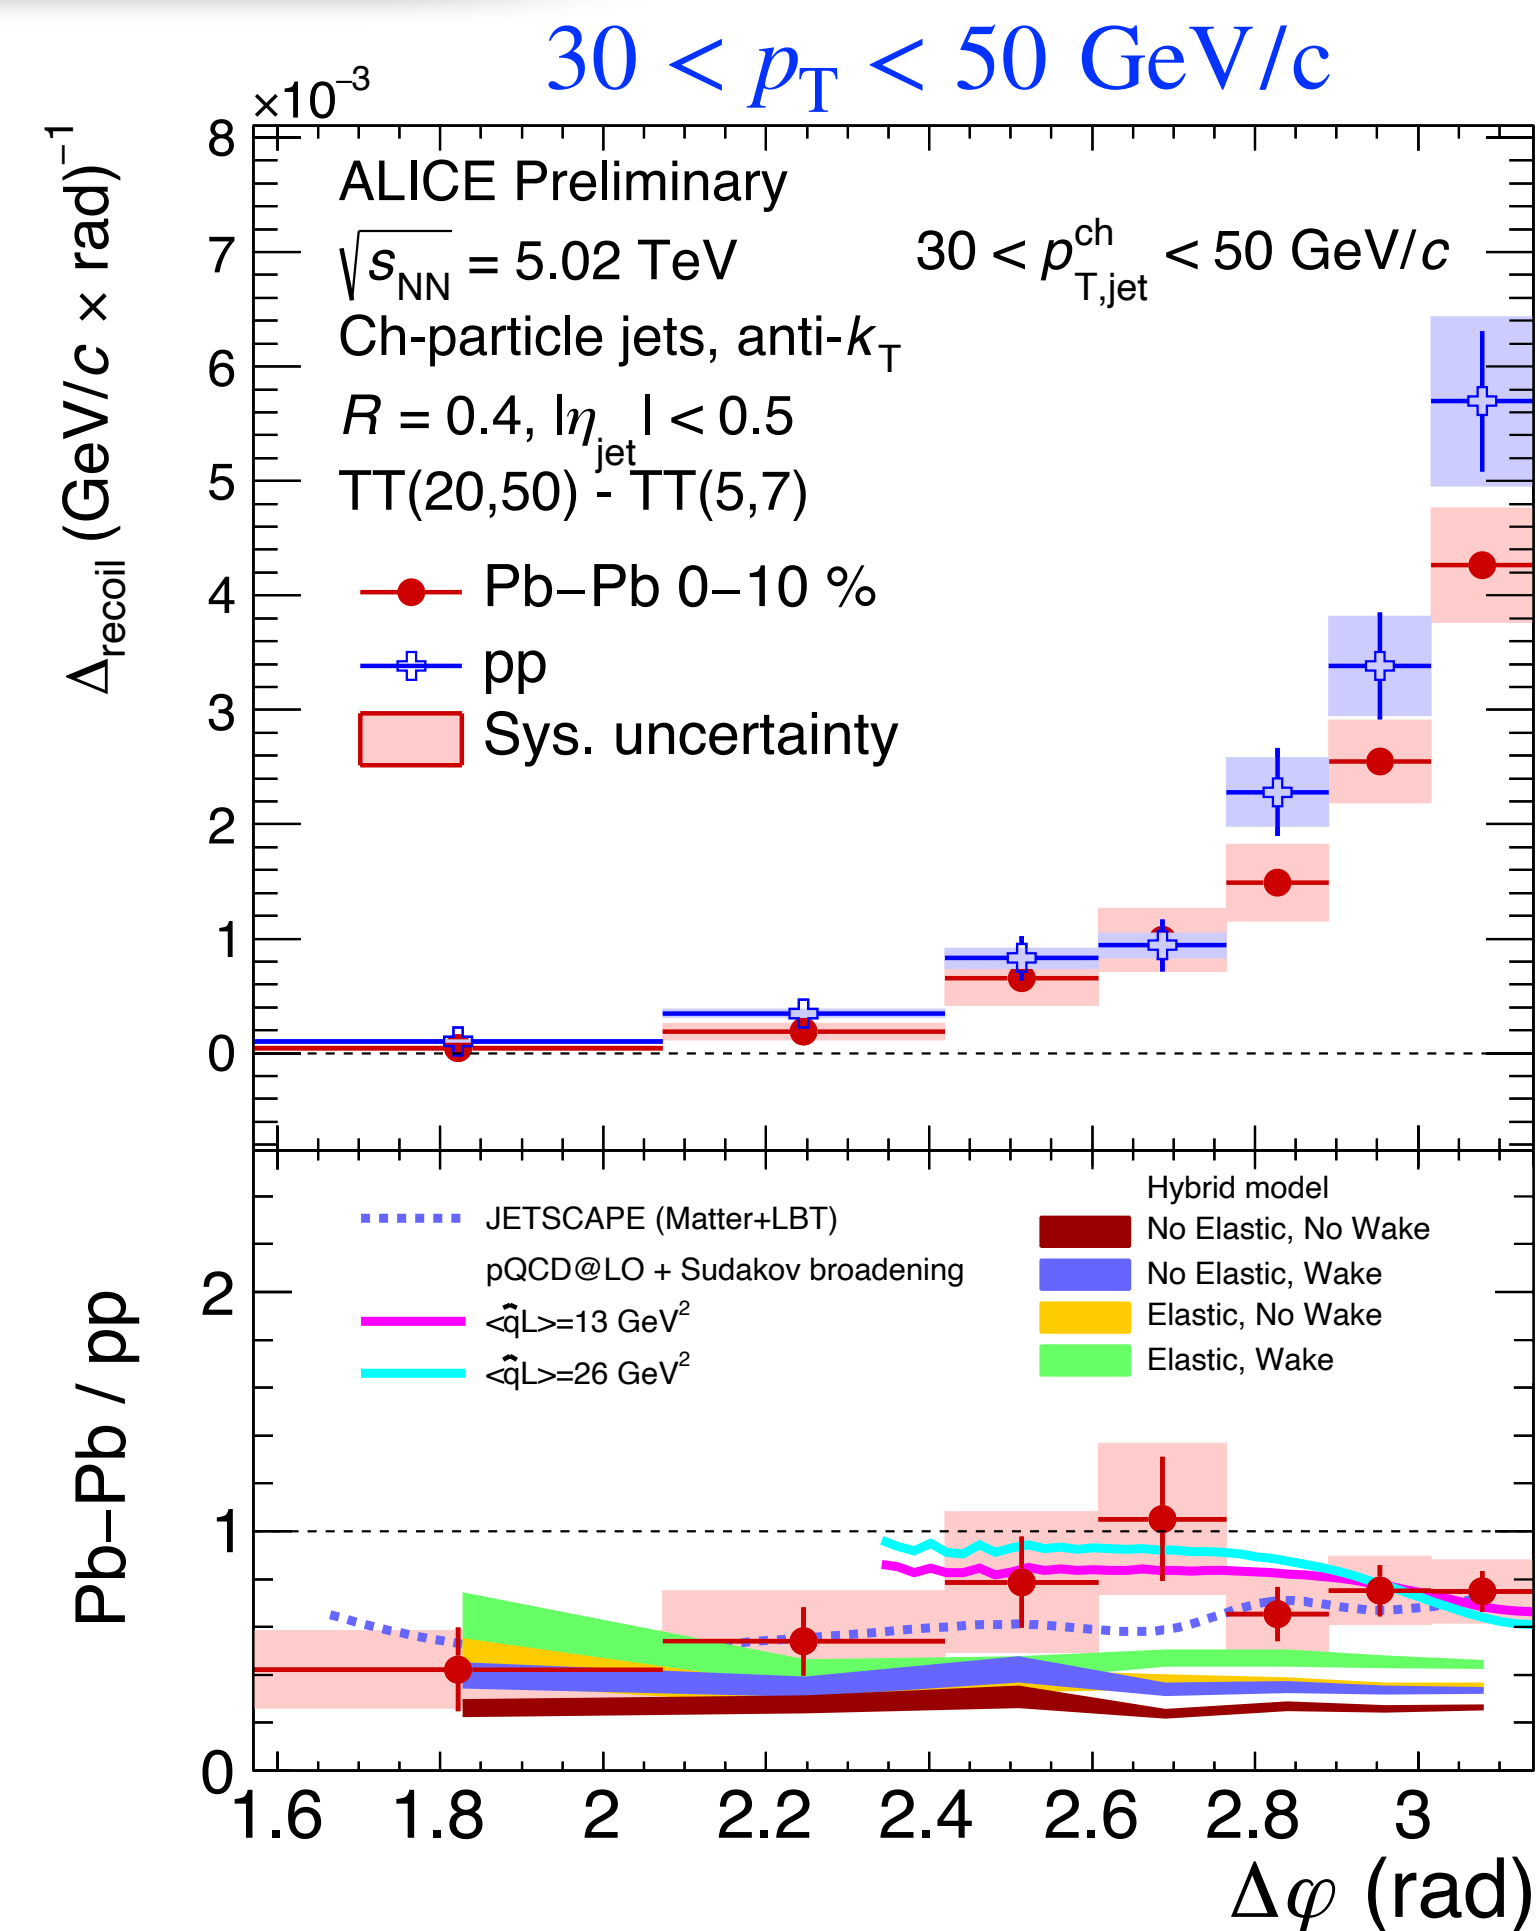 30 < pT < 50 GeV/c
×10−3
Δrecoil (GeV/c × rad)−1
8
7
6
5
4
3
2
1
0
ALICE Preliminary
√sNN = 5.02 TeV
30 < pchT,jet < 50 GeV/c
Ch-particle jets, anti-kT
R = 0.4, |ηjet| < 0.5
TT(20,50) - TT(5,7)
Pb−Pb 0−10 %
pp
Sys. uncertainty
Pb−Pb / pp
2
1
0
JETSCAPE (Matter+LBT)
pQCD@LO + Sudakov broadening
<q̂L>=13 GeV2
<q̂L>=26 GeV2
Hybrid model
No Elastic, No Wake
No Elastic, Wake
Elastic, No Wake
Elastic, Wake
1.6 1.8 2 2.2 2.4 2.6 2.8 3
Δφ (rad)